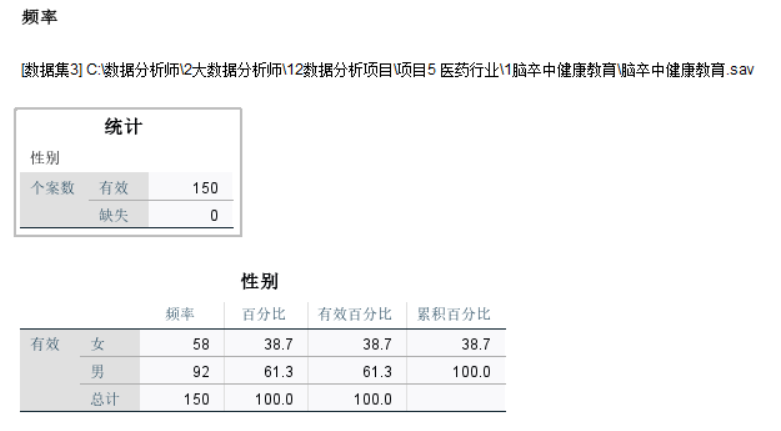 频率
[数据集3] C:\数据分析师\2大数据分析师\12数据分析项目\项目5 医药行业\1脑卒中健康教育\脑卒中健康教育.sav
统计
性别
个案数 有效 150
缺失 0
性别
频率 百分比 有效百分比 累积百分比
有效 女 58 38.7 38.7 38.7
男 92 61.3 61.3 100.0
总计 150 100.0 100.0